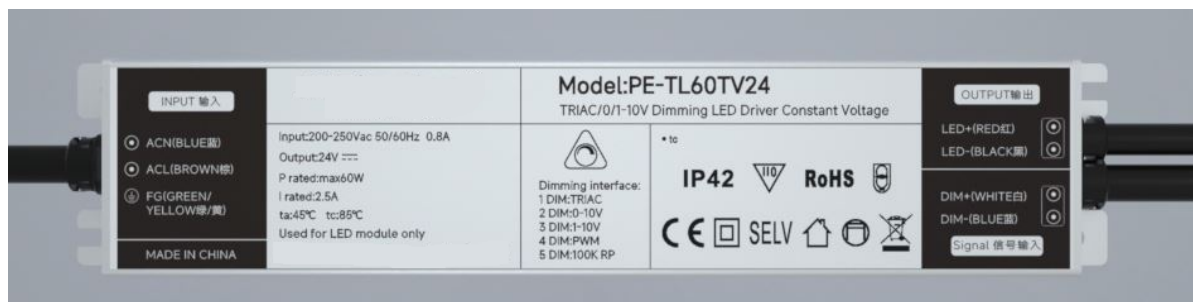 INPUT 输入
ACN(BLUE蓝)
ACL(BROWN棕)
FG(GREEN/
YELLOW绿/黄)
MADE IN CHINA
Input:200-250Vac 50/60Hz 0.8A
Output:24V
P rated:max60W
I rated:2.5A
ta:45℃ tc:85℃
Used for LED module only
Model:PE-TL60TV24
TRIAC/0/1-10V Dimming LED Driver Constant Voltage
Dimming interface:
1 DIM:TRIAC
2 DIM:0-10V
3 DIM:1-10V
4 DIM:PWM
5 DIM:100K RP
• tc
IP42 110 RoHS
CE SELV
OUTPUT输出
LED+(RED红)
LED-(BLACK黑)
DIM+(WHITE白)
DIM-(BLUE蓝)
Signal 信号输入